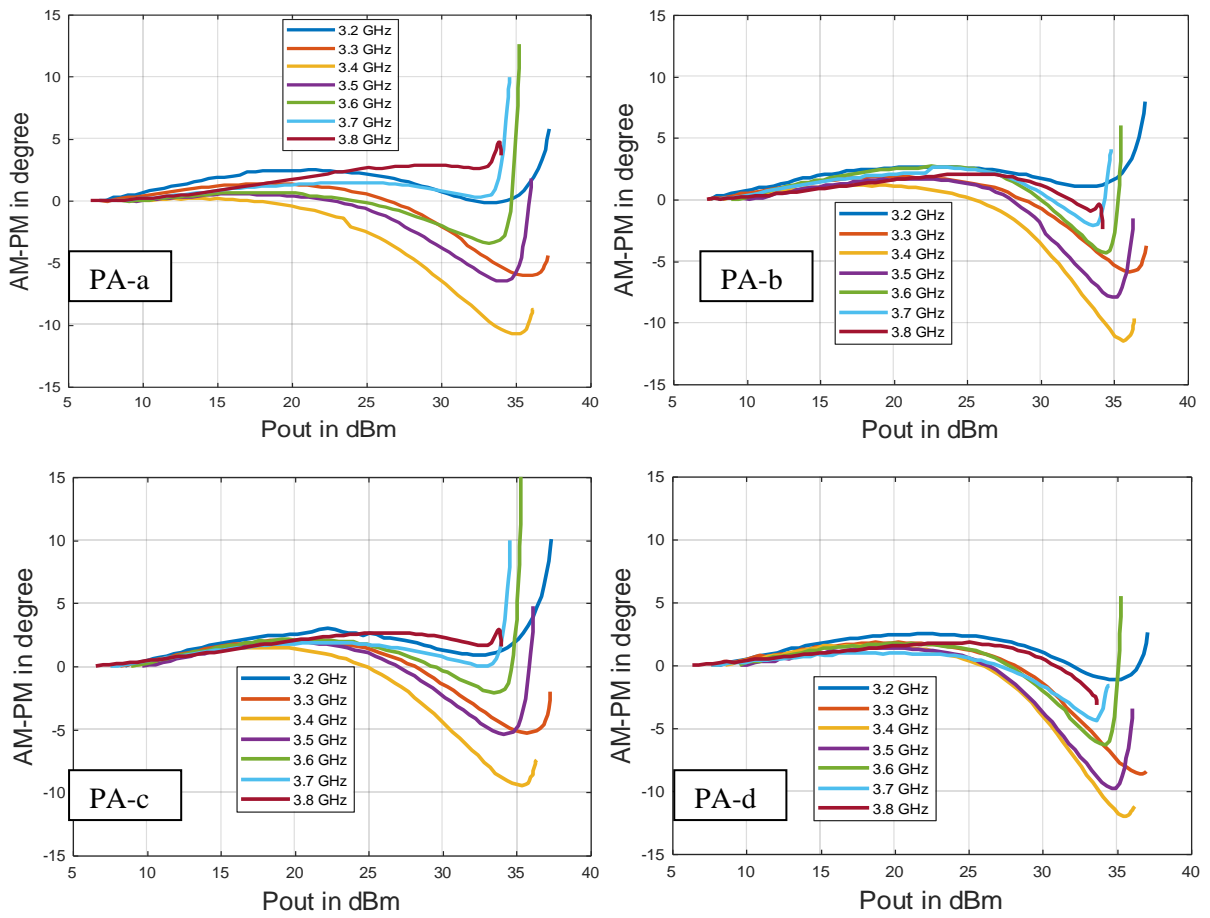 15
10
5
0
-5
-10
-15
AM-PM in degree
3.2 GHz
3.3 GHz
3.4 GHz
3.5 GHz
3.6 GHz
3.7 GHz
3.8 GHz
PA-a
5 10 15 20 25 30 35 40
Pout in dBm
15
10
5
0
-5
-10
-15
AM-PM in degree
PA-b
3.2 GHz
3.3 GHz
3.4 GHz
3.5 GHz
3.6 GHz
3.7 GHz
3.8 GHz
5 10 15 20 25 30 35 40
Pout in dBm
15
10
5
0
-5
-10
-15
AM-PM in degree
PA-c
3.2 GHz
3.3 GHz
3.4 GHz
3.5 GHz
3.6 GHz
3.7 GHz
3.8 GHz
5 10 15 20 25 30 35 40
Pout in dBm
15
10
5
0
-5
-10
-15
AM-PM in degree
PA-d
3.2 GHz
3.3 GHz
3.4 GHz
3.5 GHz
3.6 GHz
3.7 GHz
3.8 GHz
5 10 15 20 25 30 35 40
Pout in dBm